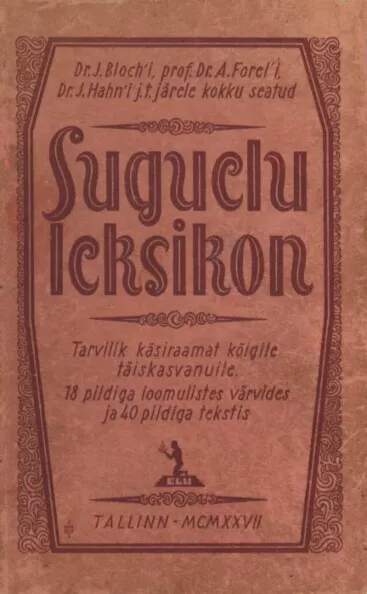 Dr. J. Bloch'i, prof. Dr. A. Forel'i,
Dr. J. Hahn'i j. t. järele kokku seatud
Suguelu
leksikon
Tarvilik käsiraamat kõigile
täiskasvanuile.
18 pildiga loomulistes värvides
ja 40 pildiga tekstis
ELU
TALLINN - MCMXXVII